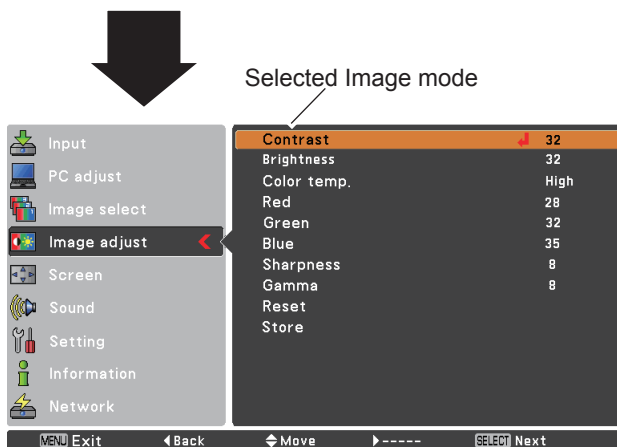 Selected Image mode
Input
PC adjust
Image select
Image adjust
Screen
Sound
Setting
Information
Network
Contrast 32
Brightness 32
Color temp. High
Red 28
Green 32
Blue 35
Sharpness 8
Gamma 8
Reset
Store
MENU Exit Back Move ----- SELECT Next